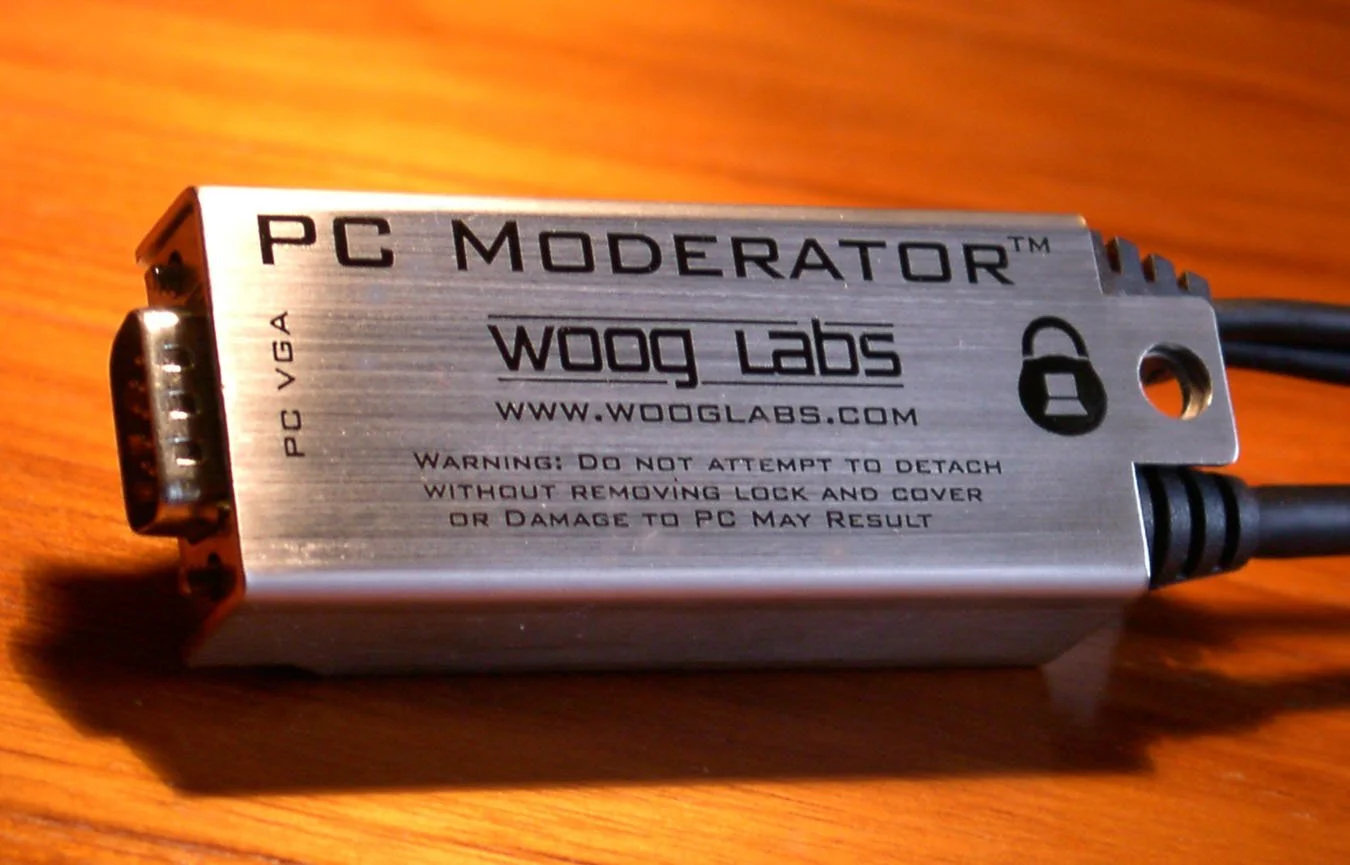 PC MODERATOR™
PC VGA
woog Labs
WWW.WOOGLABS.COM
WARNING: DO NOT ATTEMPT TO DETACH
WITHOUT REMOVING LOCK AND COVER
OR DAMAGE TO PC MAY RESULT